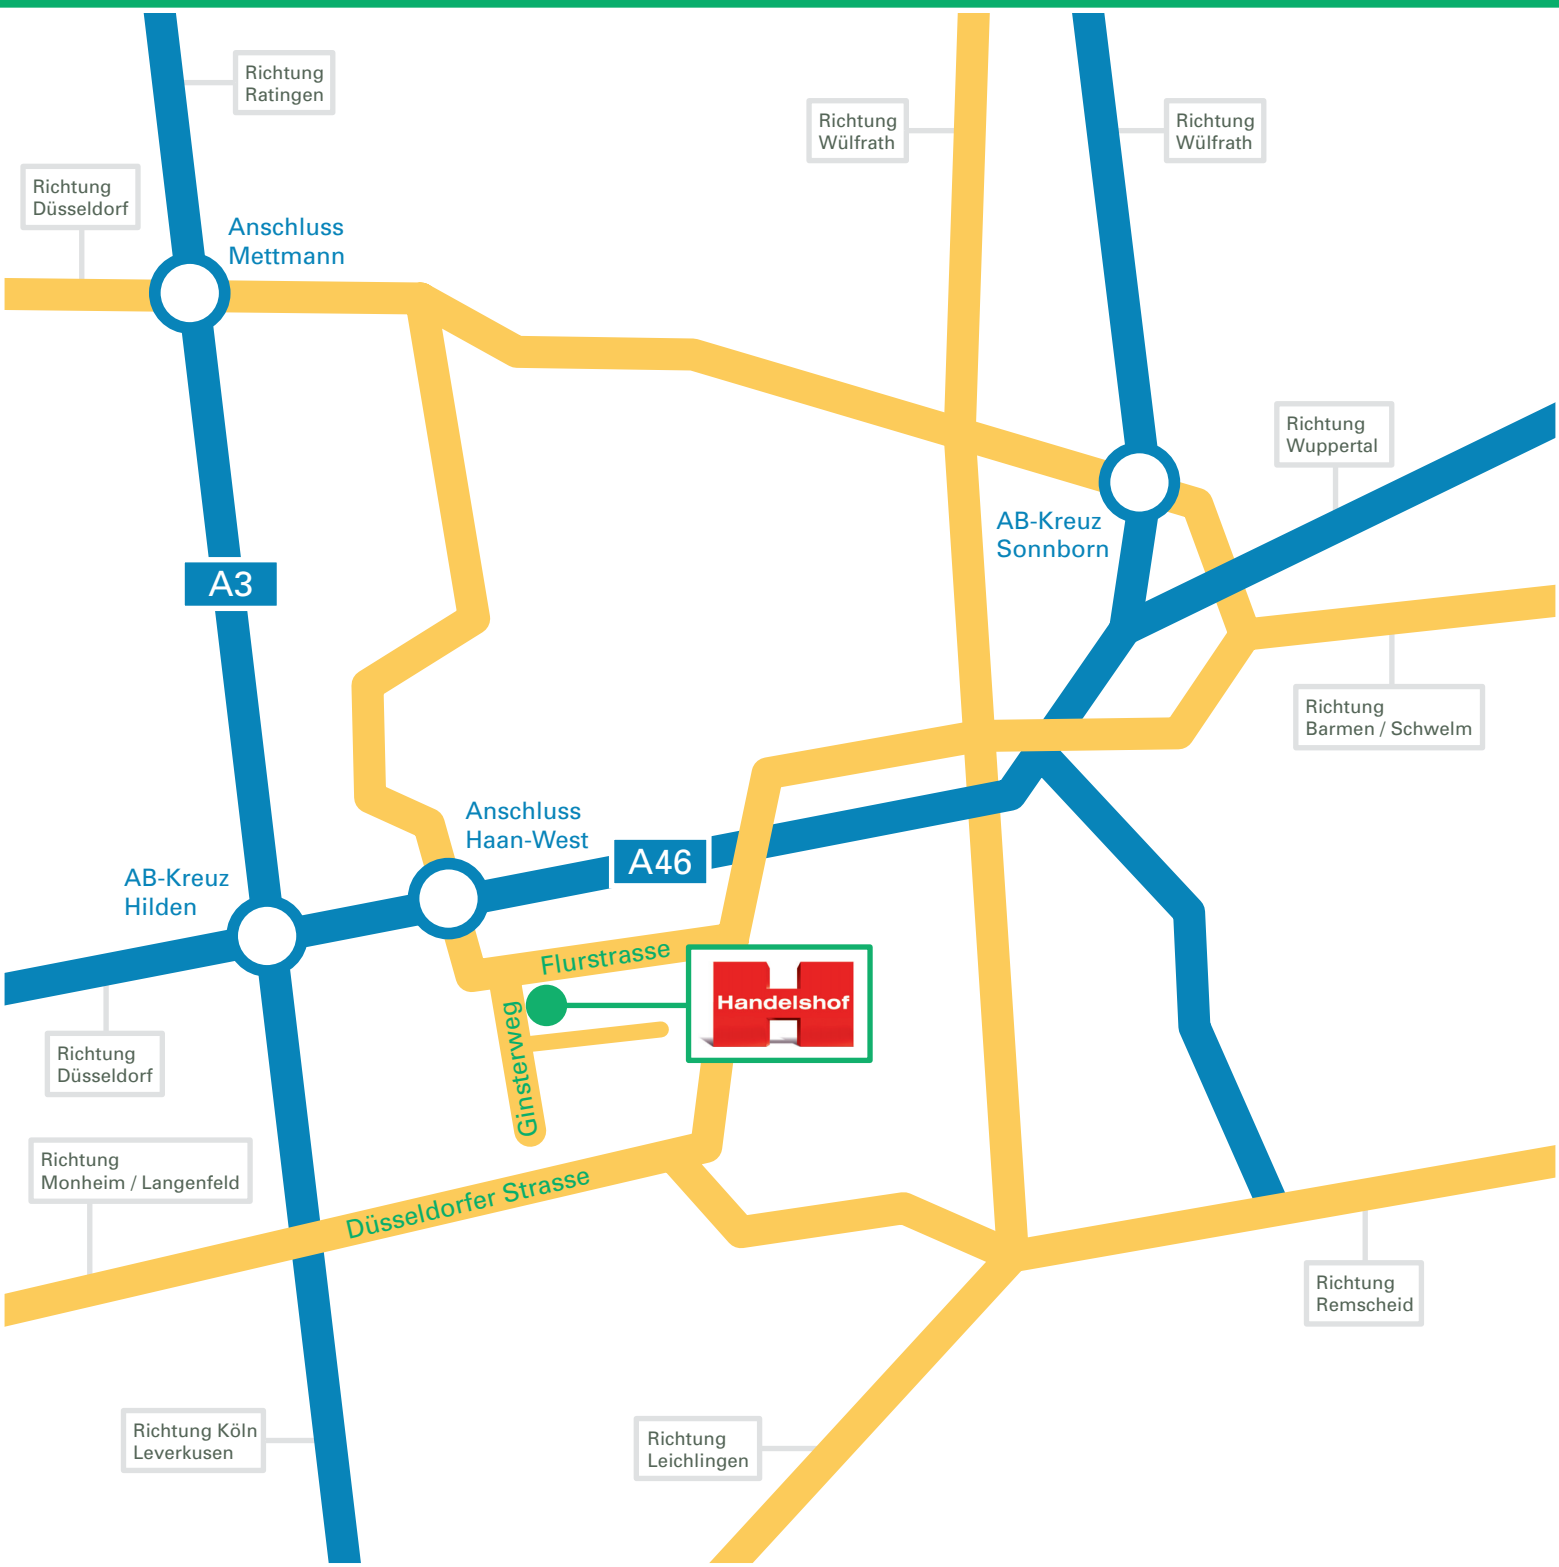 Richtung
Ratingen
Richtung
Wülfrath
Richtung
Wülfrath
Richtung
Düsseldorf
Anschluss
Mettmann
Richtung
Wuppertal
AB-Kreuz
Sonnborn
A3
Richtung
Barmen / Schwelm
Anschluss
Haan-West
A46
AB-Kreuz
Hilden
Flurstrasse
Handelshof
Ginsterweg
Richtung
Düsseldorf
Richtung
Monheim / Langenfeld
Düsseldorfer Strasse
Richtung
Remscheid
Richtung Köln
Leverkusen
Richtung
Leichlingen